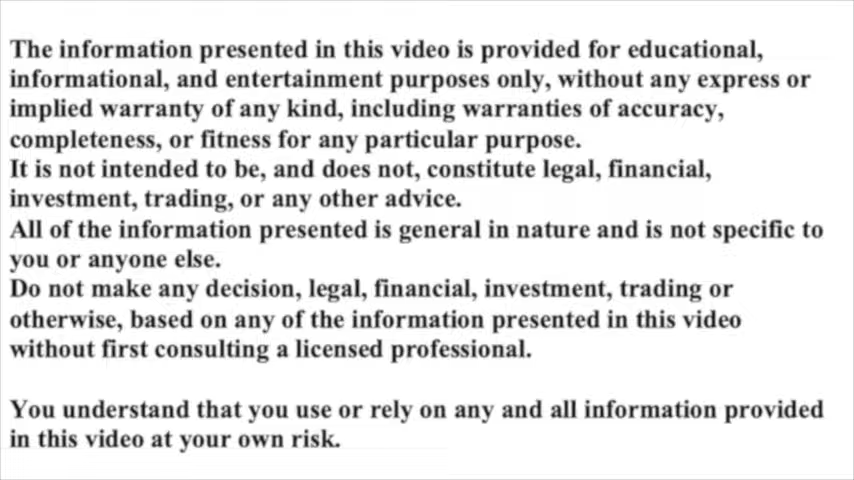 The information presented in this video is provided for educational,
informational, and entertainment purposes only, without any express or
implied warranty of any kind, including warranties of accuracy,
completeness, or fitness for any particular purpose.
It is not intended to be, and does not, constitute legal, financial,
investment, trading, or any other advice.
All of the information presented is general in nature and is not specific to
you or anyone else.
Do not make any decision, legal, financial, investment, trading or
otherwise, based on any of the information presented in this video
without first consulting a licensed professional.
You understand that you use or rely on any and all information provided
in this video at your own risk.